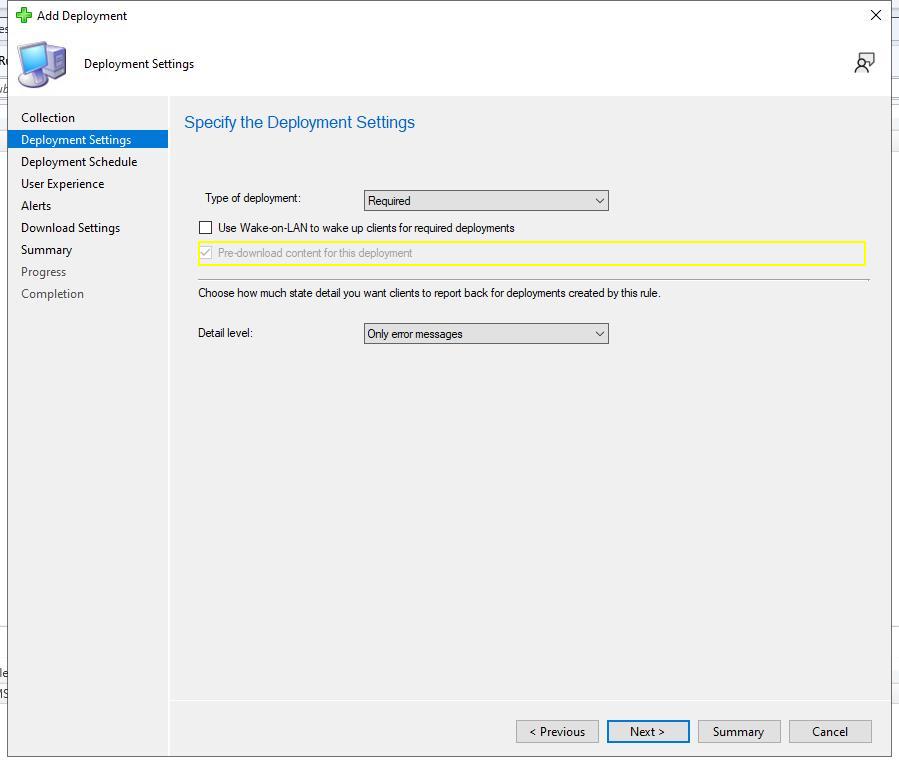 Add Deployment
Deployment Settings
Collection
Deployment Settings
Deployment Schedule
User Experience
Alerts
Download Settings
Summary
Progress
Completion
Specify the Deployment Settings
Type of deployment: Required
Use Wake-on-LAN to wake up clients for required deployments
Pre-download content for this deployment
Choose how much state detail you want clients to report back for deployments created by this rule.
Detail level: Only error messages
< Previous Next > Summary Cancel